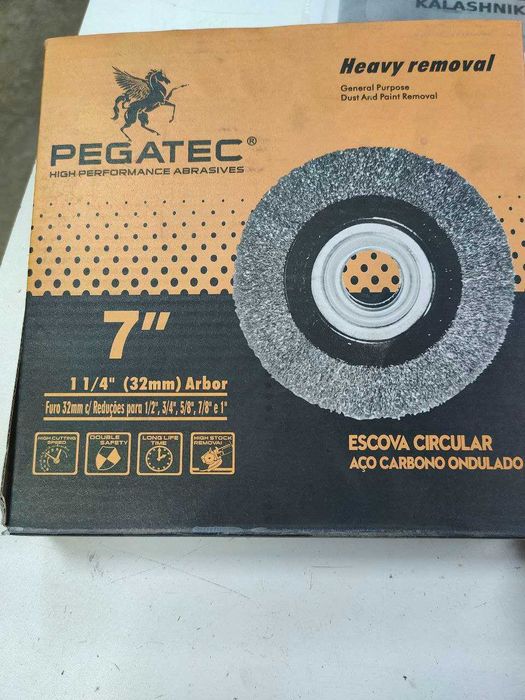 KALASHNIK
Heavy removal
General Purpose
Dust And Paint Removal
PEGATEC®
HIGH PERFORMANCE ABRASIVES
7"
1 1/4" (32mm) Arbor
Furo 32mm c/ Reduções para 1/2", 3/4", 5/8", 7/8" e 1"
HIGH CUTTING SPEED
DOUBLE SAFETY
LONG LIFE TIME
HIGH STOCK REMOVAL
ESCOVA CIRCULAR
AÇO CARBONO ONDULADO